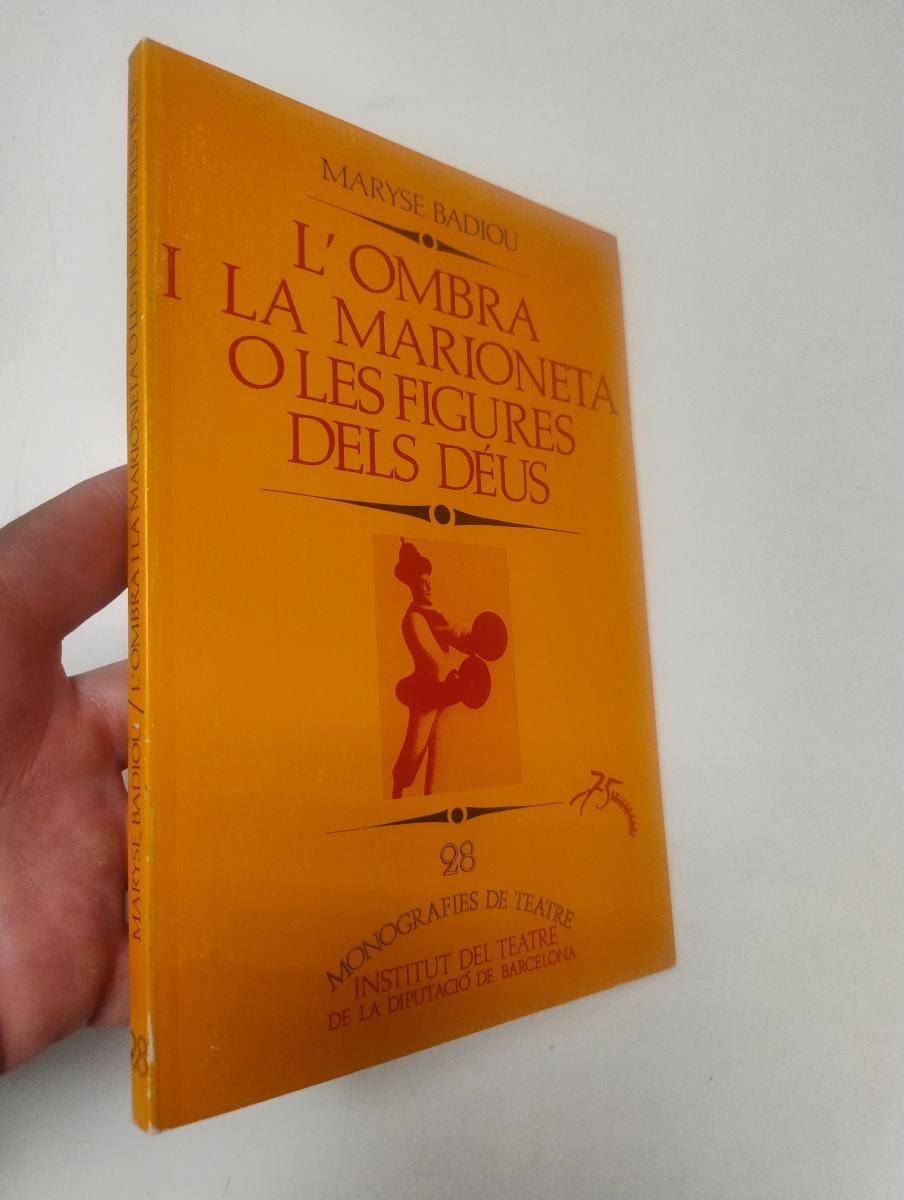 MARYSE BADIOU
L'OMBRA
I LA MARIONETA
O LES FIGURES
DELS DÉUS
75
28
MONOGRAFIES DE TEATRE
INSTITUT DEL TEATRE
DE LA DIPUTACIÓ DE BARCELONA
MARYSE BADIOU / L'OMBRA I LA MARIONETA O LES FIGURES DELS DÉUS
28